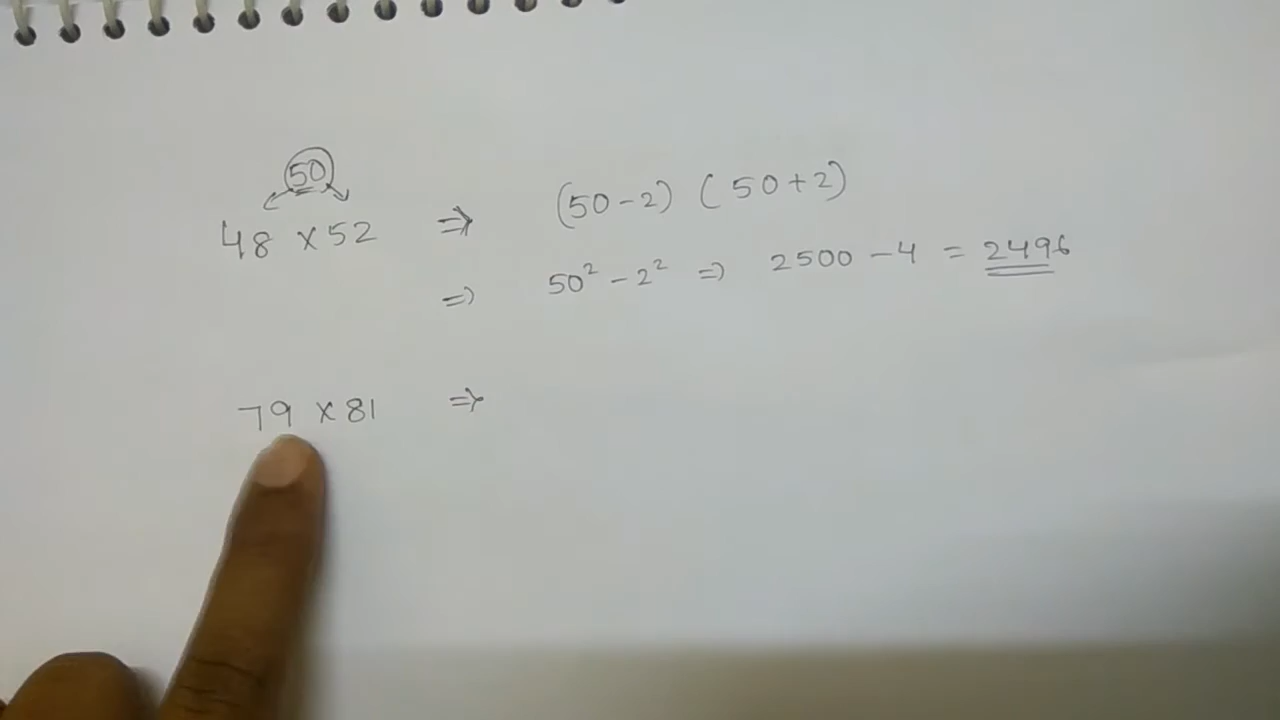 50
48 × 52 ⇒ (50-2) (50+2)
⇒ 50² - 2² ⇒ 2500 - 4 = 2496
79 × 81 ⇒